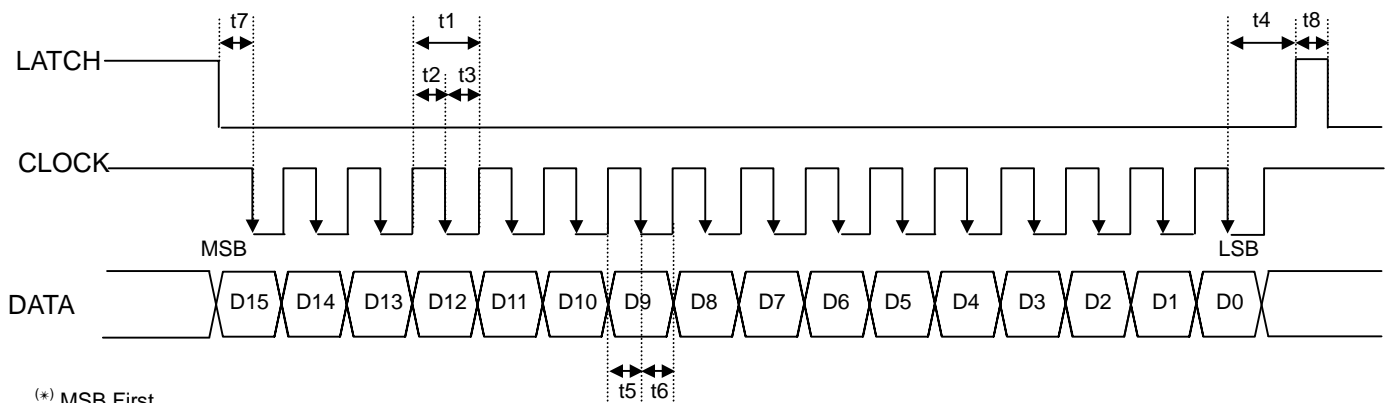 t7 t1 t4 t8
LATCH
t2 t3
CLOCK
MSB LSB
DATA D15 D14 D13 D12 D11 D10 D9 D8 D7 D6 D5 D4 D3 D2 D1 D0
t5 t6
(*) MSB First